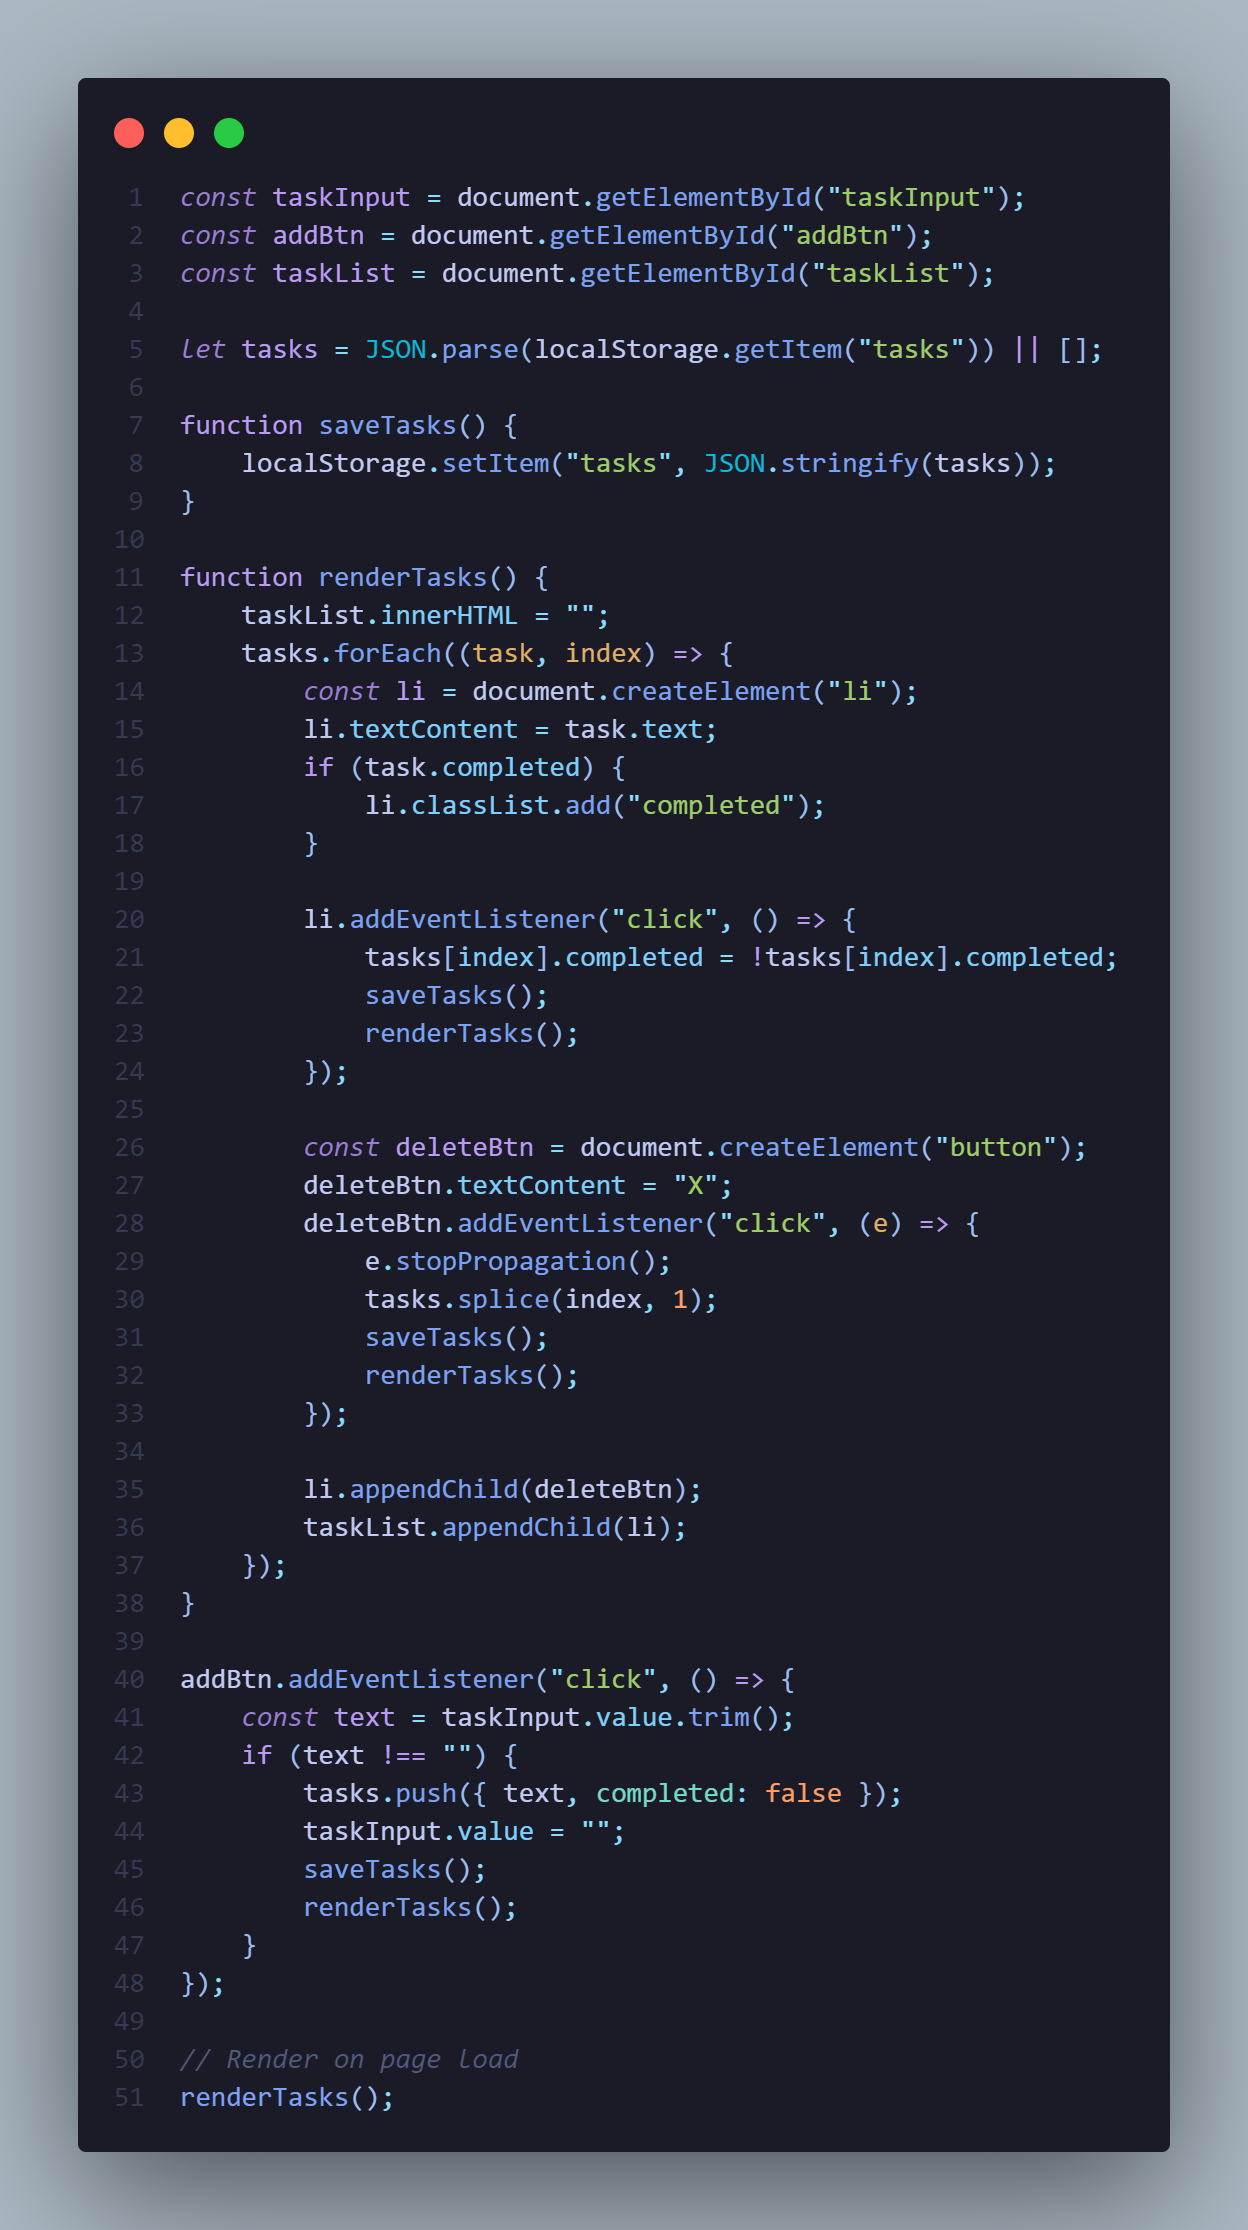 1 const taskInput = document.getElementById("taskInput");
2 const addBtn = document.getElementById("addBtn");
3 const taskList = document.getElementById("taskList");
4
5 let tasks = JSON.parse(localStorage.getItem("tasks")) || [];
6
7 function saveTasks() {
8     localStorage.setItem("tasks", JSON.stringify(tasks));
9 }
10
11 function renderTasks() {
12     taskList.innerHTML = "";
13     tasks.forEach((task, index) => {
14         const li = document.createElement("li");
15         li.textContent = task.text;
16         if (task.completed) {
17             li.classList.add("completed");
18         }
19
20         li.addEventListener("click", () => {
21             tasks[index].completed = !tasks[index].completed;
22             saveTasks();
23             renderTasks();
24         });
25
26         const deleteBtn = document.createElement("button");
27         deleteBtn.textContent = "X";
28         deleteBtn.addEventListener("click", (e) => {
29             e.stopPropagation();
30             tasks.splice(index, 1);
31             saveTasks();
32             renderTasks();
33         });
34
35         li.appendChild(deleteBtn);
36         taskList.appendChild(li);
37     });
38 }
39
40 addBtn.addEventListener("click", () => {
41     const text = taskInput.value.trim();
42     if (text !== "") {
43         tasks.push({ text, completed: false });
44         taskInput.value = "";
45         saveTasks();
46         renderTasks();
47     }
48 });
49
50 // Render on page load
51 renderTasks();